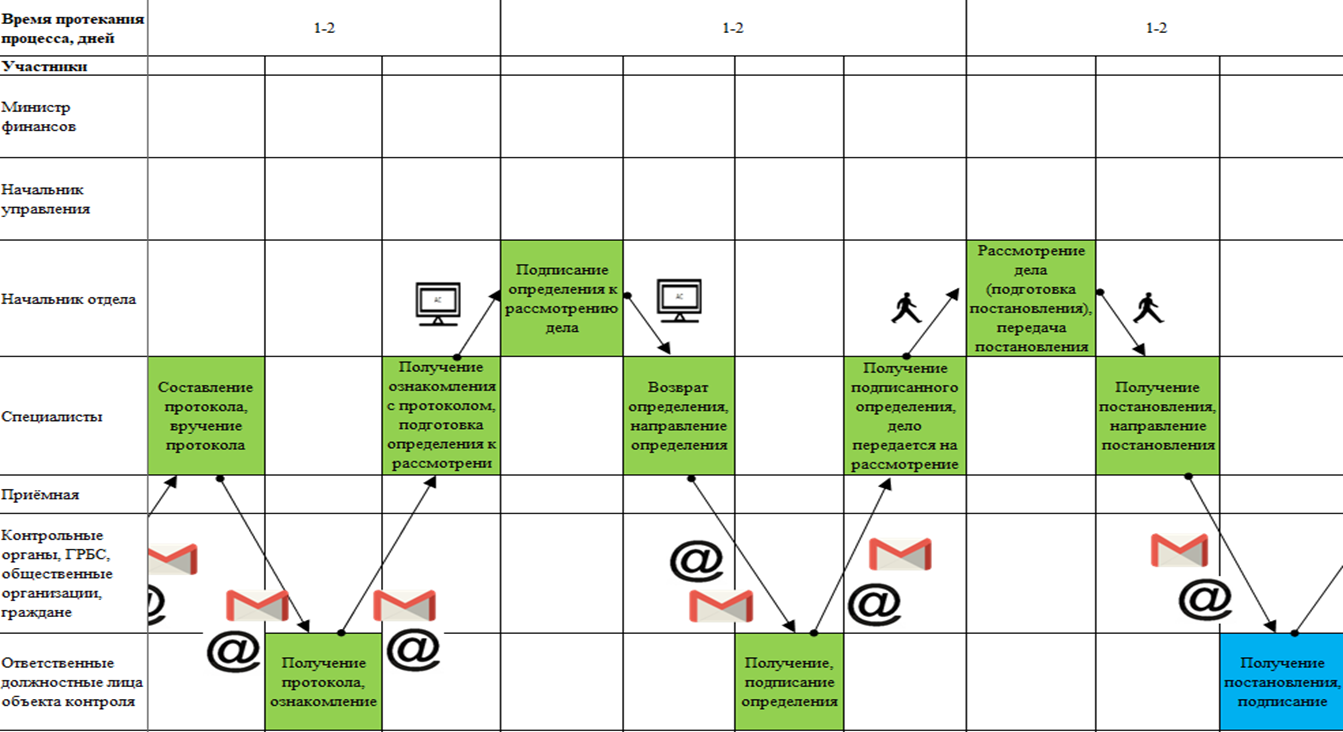 Время протекания
процесса, дней
1-2
1-2
1-2
Участники
Министр
финансов
Начальник
управления
Начальник отдела
АС
Подписание
определения к
рассмотрению
дела
АС
Рассмотрение
дела
(подготовка
постановления),
передача
постановления
Специалисты
Составление
протокола,
вручение
протокола
Получение
ознакомления
с протоколом,
подготовка
определения к
рассмотрени
Возврат
определения,
направление
определения
Получение
подписанного
определения,
дело
передается на
рассмотрение
Получение
постановления,
направление
постановления
Приёмная
Контрольные
органы, ГРБС,
общественные
организации,
граждане
@
@
@
@
@
@
Ответственные
должностные лица
объекта контроля
Получение
протокола,
ознакомление
Получение,
подписание
определения
Получение
постановления,
подписание